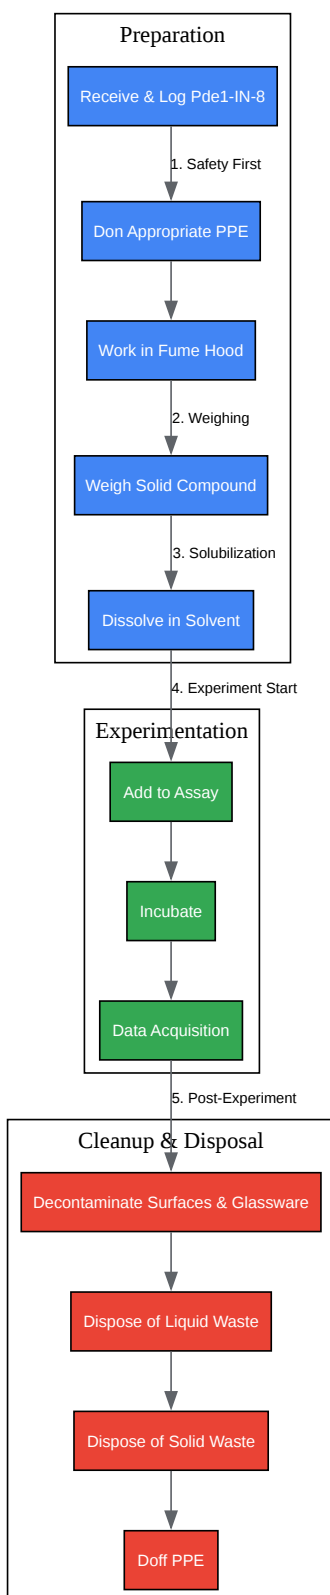 Preparation
Receive & Log Pde1-IN-8
1. Safety First
Don Appropriate PPE
Work in Fume Hood
2. Weighing
Weigh Solid Compound
3. Solubilization
Dissolve in Solvent
4. Experiment Start
Experimentation
Add to Assay
Incubate
Data Acquisition
5. Post-Experiment
Cleanup & Disposal
Decontaminate Surfaces & Glassware
Dispose of Liquid Waste
Dispose of Solid Waste
Doff PPE